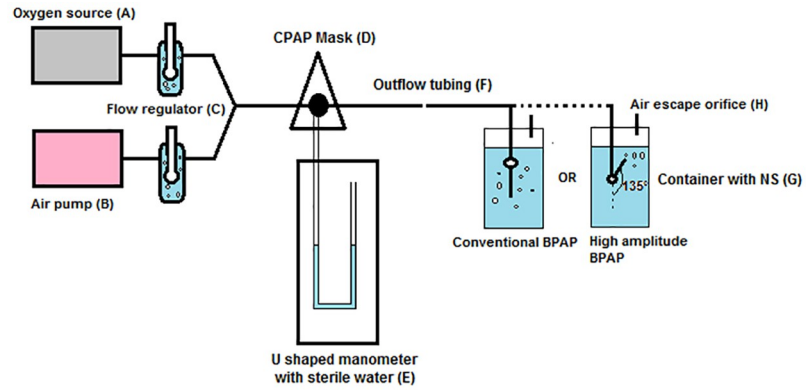 Oxygen source (A)
CPAP Mask (D)
Outflow tubing (F)
Flow regulator (C)
Air escape orifice (H)
135°
OR
Container with NS (G)
Air pump (B)
Conventional BPAP
High amplitude
BPAP
U shaped manometer
with sterile water (E)